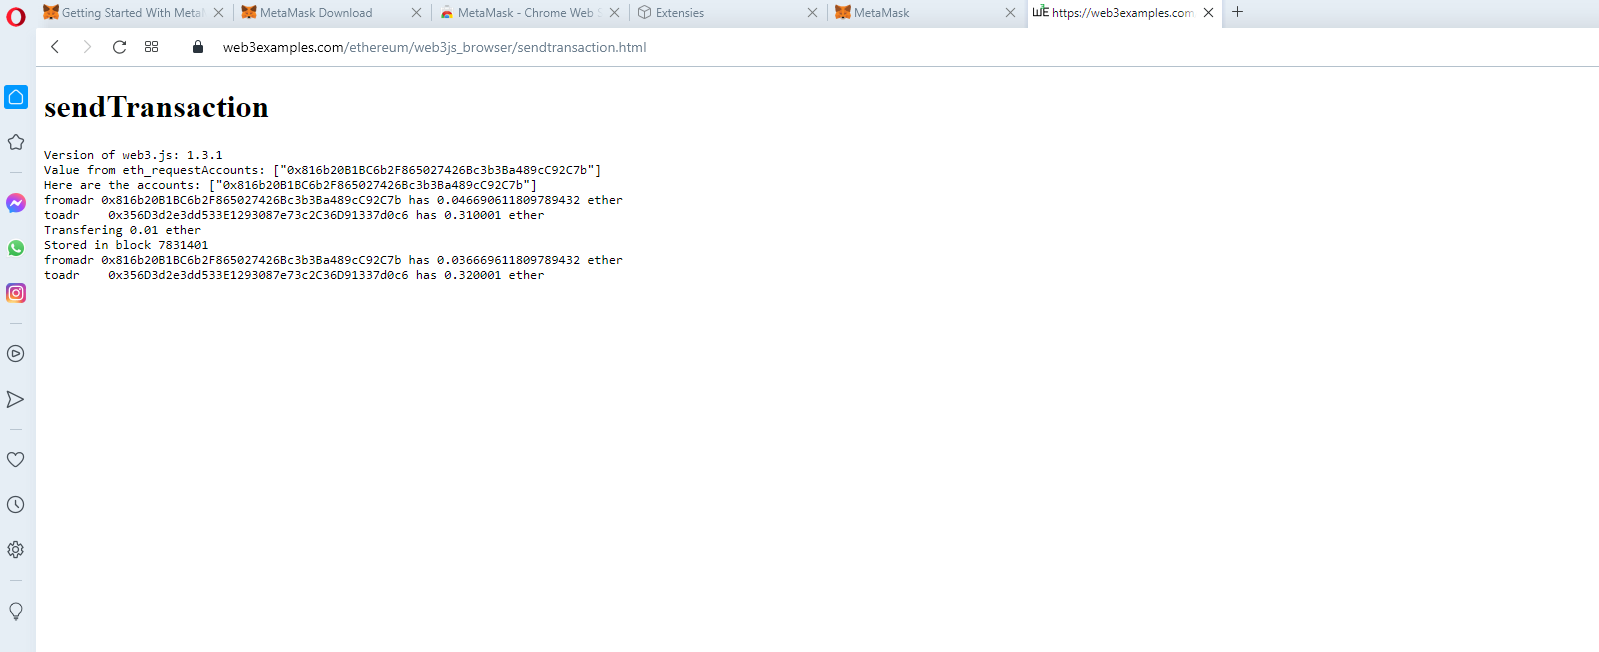 Getting Started With Meta
MetaMask Download
MetaMask - Chrome Web S
Extensies
MetaMask
https://web3examples.com
web3examples.com/ethereum/web3js_browser/sendtransaction.html
sendTransaction
Version of web3.js: 1.3.1
Value from eth_requestAccounts: ["0x816b20B1BC6b2F865027426Bc3b3Ba489cC92C7b"]
Here are the accounts: ["0x816b20B1BC6b2F865027426Bc3b3Ba489cC92C7b"]
fromadr 0x816b20B1BC6b2F865027426Bc3b3Ba489cC92C7b has 0.046690611809789432 ether
toadr    0x356D3d2e3dd533E1293087e73c2C36D91337d0c6 has 0.310001 ether
Transfering 0.01 ether
Stored in block 7831401
fromadr 0x816b20B1BC6b2F865027426Bc3b3Ba489cC92C7b has 0.036669611809789432 ether
toadr    0x356D3d2e3dd533E1293087e73c2C36D91337d0c6 has 0.320001 ether